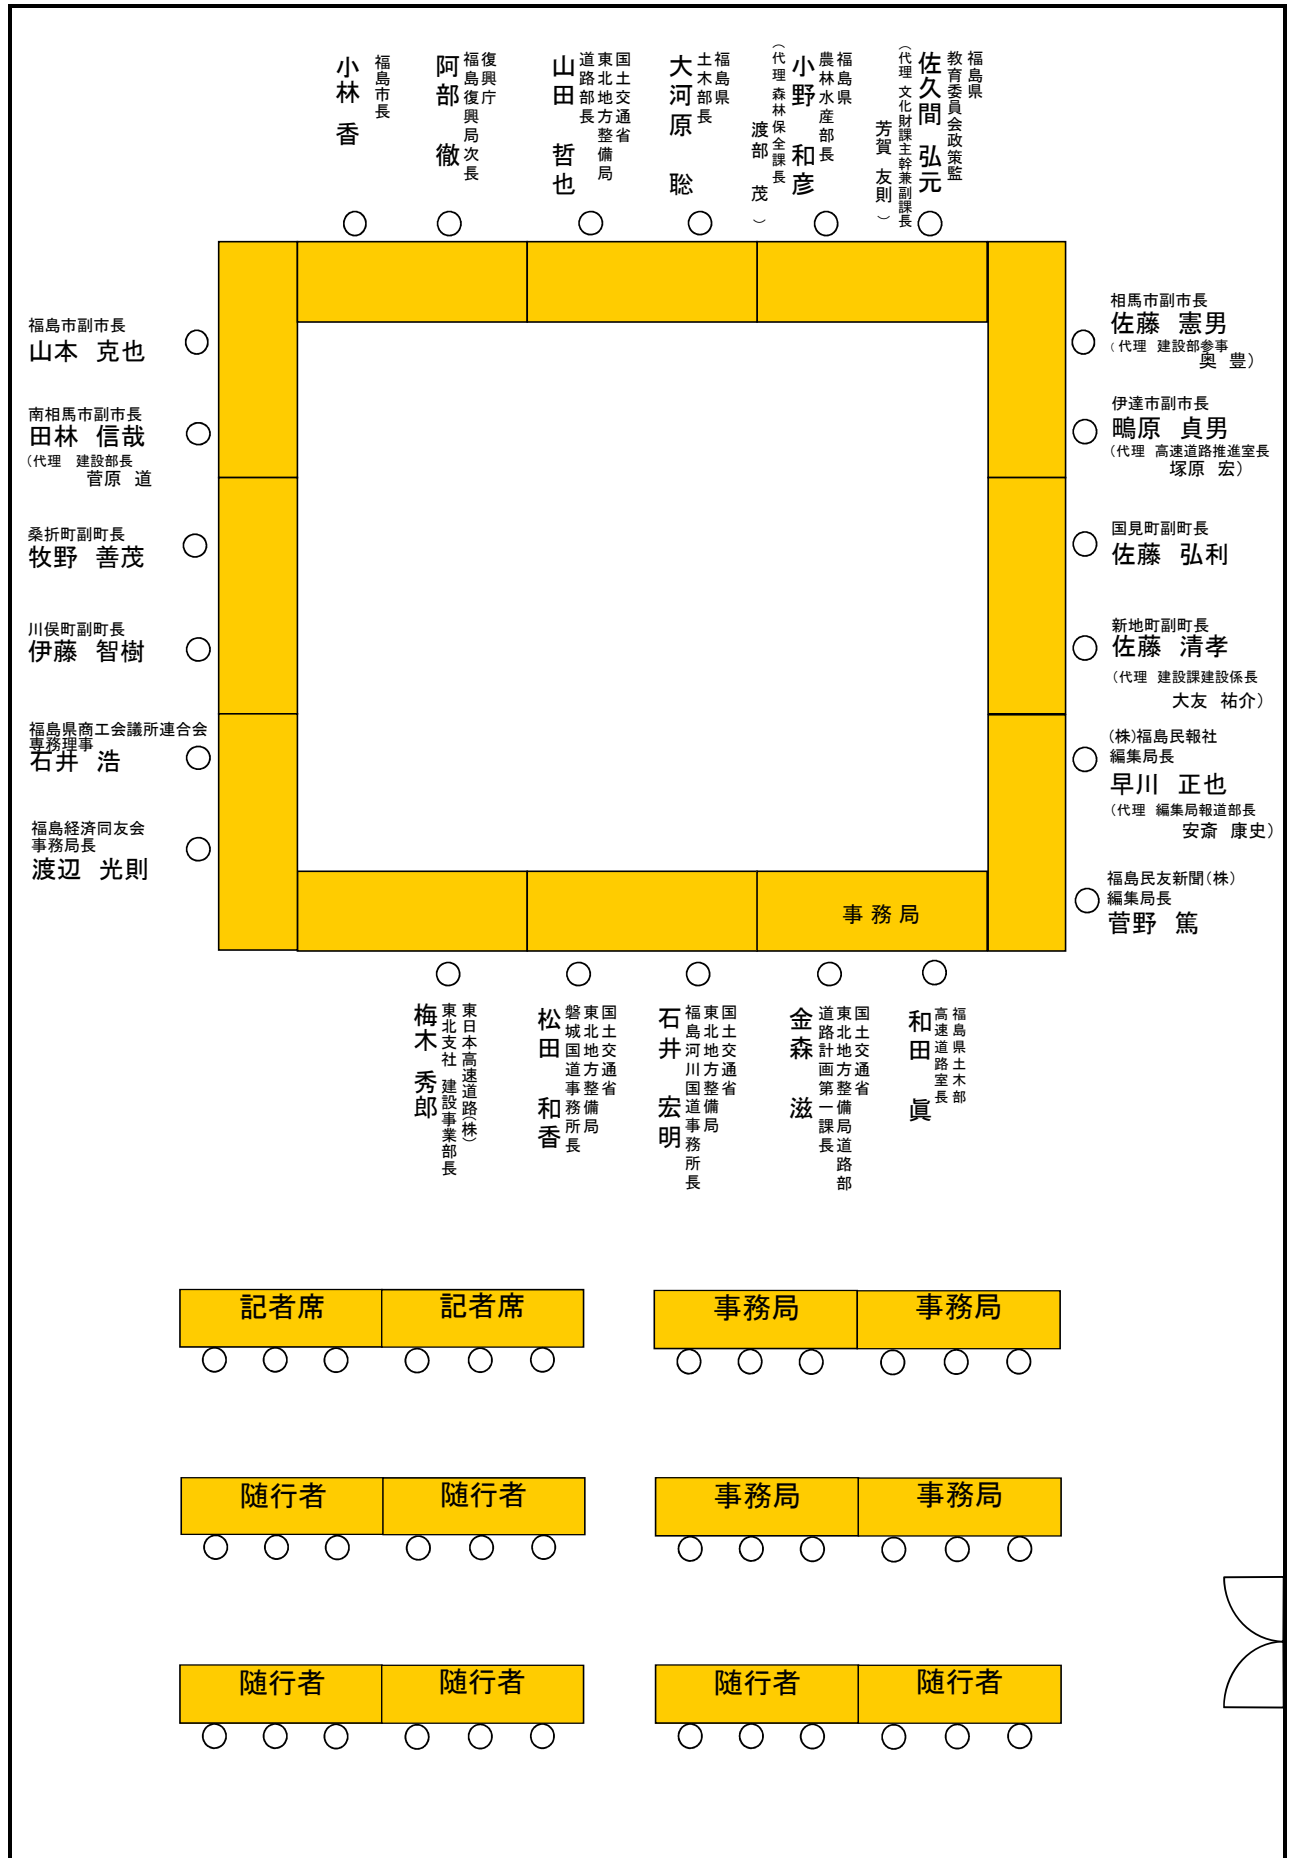 福島市長
小林 香
復興庁
福島復興局次長
阿部 徹
国土交通省
東北地方整備局
道路部長
山田 哲也
福島県
土木部長
大河原 聡
福島県
農林水産部長
小野 和彦
（代理 森林保全課長
渡部 茂 ）
福島県
教育委員会政策監
佐久間 弘元
（代理 文化財課主幹兼副課長
芳賀 友則 ）
福島市副市長
山本 克也
南相馬市副市長
田林 信哉
（代理 建設部長
菅原 道
桑折町副町長
牧野 善茂
川俣町副町長
伊藤 智樹
福島県商工会議所連合会
専務理事
石井 浩
福島経済同友会
事務局長
渡辺 光則
相馬市副市長
佐藤 憲男
（代理 建設部参事
奥 豊）
伊達市副市長
鴫原 貞男
（代理 高速道路推進室長
塚原 宏）
国見町副町長
佐藤 弘利
新地町副町長
佐藤 清孝
（代理 建設課建設係長
大友 祐介）
(株)福島民報社
編集局長
早川 正也
（代理 編集局報道部長
安斎 康史）
福島民友新聞(株)
編集局長
菅野 篤
事務局
東日本高速道路(株)
東北支社 建設事業部長
梅木 秀郎
国土交通省
東北地方整備局
磐城国道事務所長
松田 和香
国土交通省
東北地方整備局
福島河川国道事務所長
石井 宏明
国土交通省
東北地方整備局道路部
道路計画第一課長
金森 滋
福島県土木部
高速道路室長
和田 眞
記者席 記者席 事務局 事務局
随行者 随行者 事務局 事務局
随行者 随行者 随行者 随行者